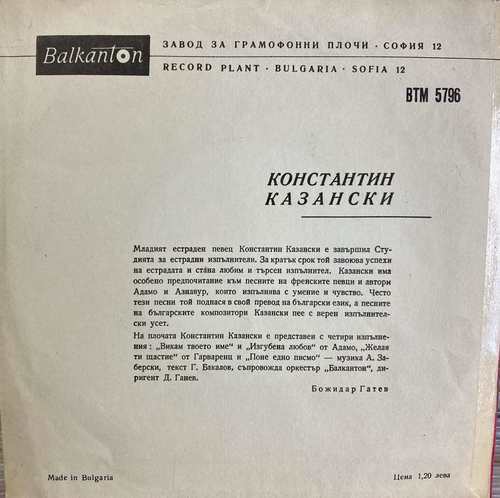 Balkanton
ЗАВОД ЗА ГРАМОФОННИ ПЛОЧИ · СОФИЯ 12
RECORD PLANT · BULGARIA · SOFIA 12
ВТМ 5796
КОНСТАНТИН
КАЗАНСКИ
Младият естраден певец Константин Казански е завършил Сту-
дията за естрадни изпълнители. За кратък срок той завоюва успехи
на естрадата и стана любим и търсен изпълнител. Казански има
особено предпочитание към песните на френските певци и автори
Адамо и Азнавур, които изпълнява с умение и чувство. Често
тези песни той поднася в свой превод на български език, а песните
на българските композитори Казански пее с верен изпълнител-
ски усет.
На плочата Константин Казански е представен с четири изпълне-
ния: „Викам твоето име" и „Изгубена любов" от Адамо, „Желая
ти щастие" от Гарваренц и „Поне едно писмо" — музика А. За-
берски, текст Г. Бакалов, съпровожда оркестър „Балкантон", ди-
ригент Д. Ганев.
Божидар Гатев
Made in Bulgaria
Цена 1,20 лева